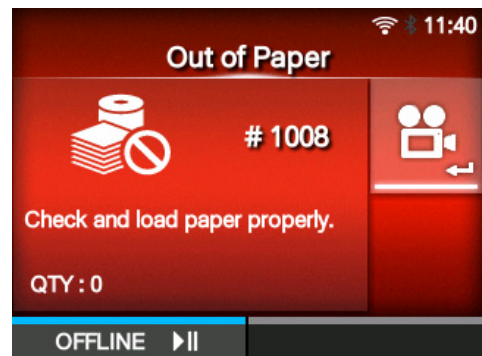 11:40
Out of Paper
# 1008
Check and load paper properly.
QTY : 0
OFFLINE